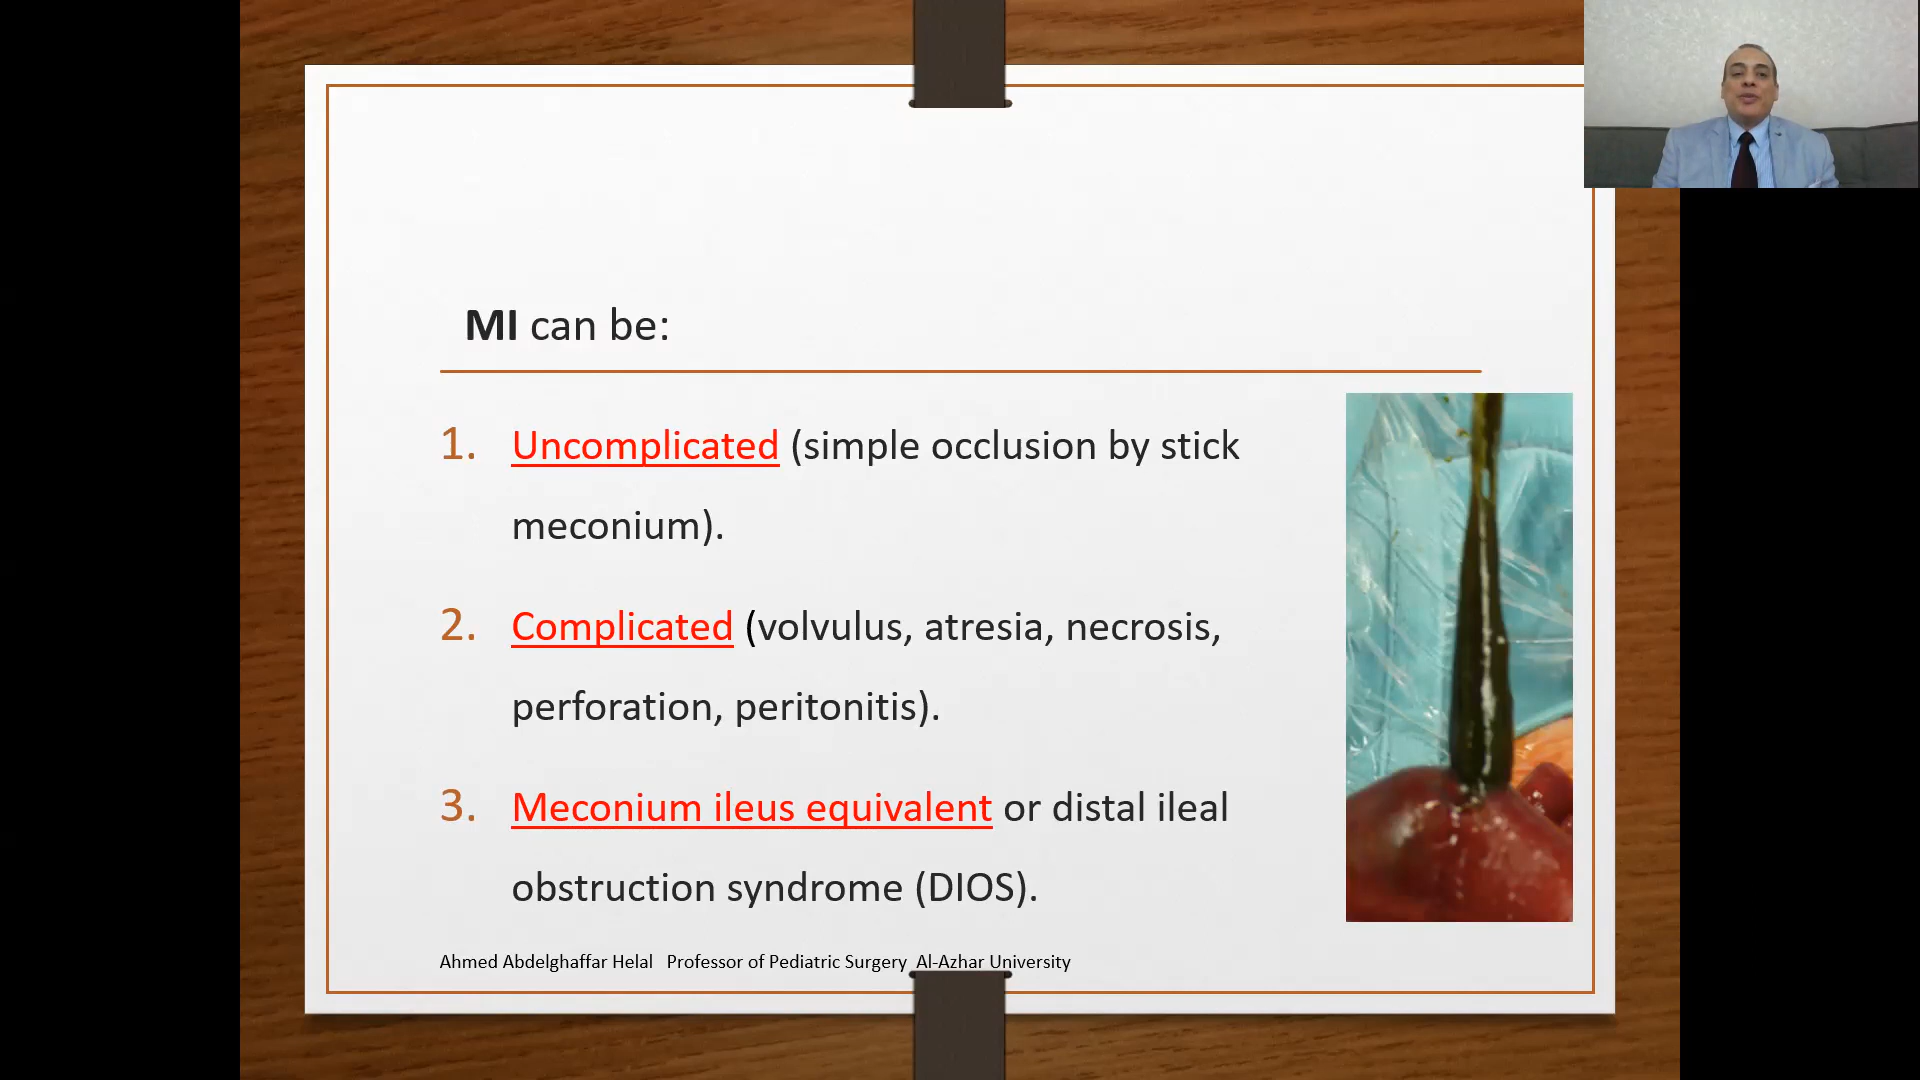 MI can be:
1. Uncomplicated (simple occlusion by stick
meconium).
2. Complicated (volvulus, atresia, necrosis,
perforation, peritonitis).
3. Meconium ileus equivalent or distal ileal
obstruction syndrome (DIOS).
Ahmed Abdelghaffar Helal   Professor of Pediatric Surgery  Al-Azhar University